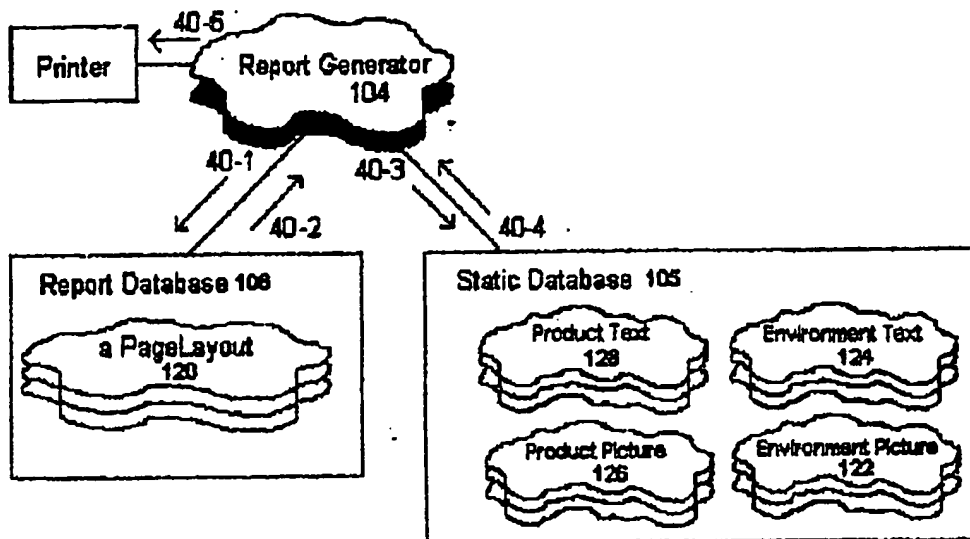 40-5
Printer
Report Generator
104
40-1
40-2
40-3
40-4
Report Database 106
a PageLayout
120
Static Database 105
Product Text
128
Environment Text
124
Product Picture
126
Environment Picture
122